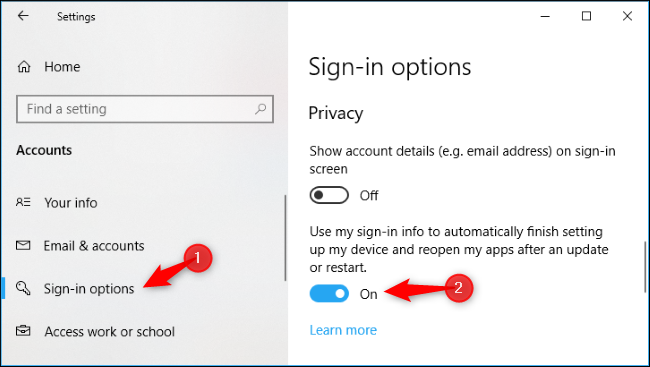 Settings
Home
Find a setting
Accounts
Your info
Email & accounts
1
Sign-in options
Access work or school
Sign-in options
Privacy
Show account details (e.g. email address) on sign-in
screen
Off
Use my sign-in info to automatically finish setting
up my device and reopen my apps after an update
or restart.
On
2
Learn more